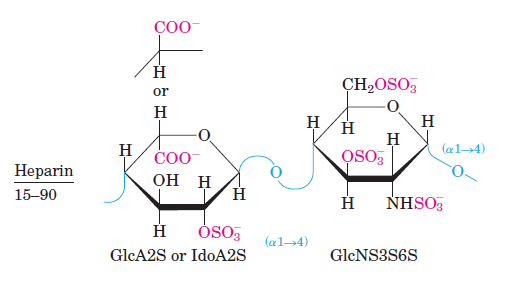 COO⁻
H
or
H
CH₂OSO₃⁻
O
O
H
H
H
H
H
COO⁻
OSO₃⁻
(α1→4)
Heparin
15–90
OH
H
H
O
O
H
NHSO₃⁻
H
OSO₃⁻
(α1→4)
GlcA2S or IdoA2S
GlcNS3S6S